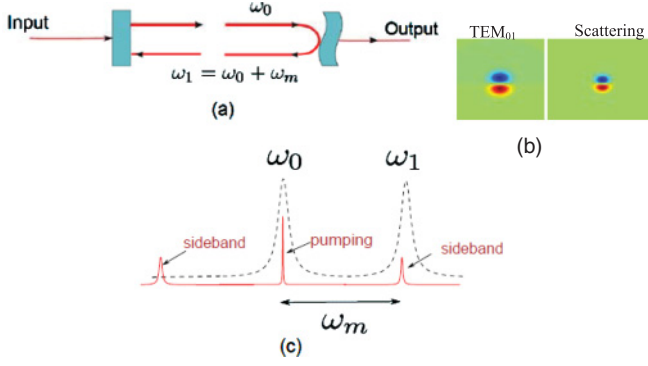 ω₀
Input
Output
ω₁ = ω₀ + ωₘ
(a)
TEM₀₁ Scattering
(b)
ω₀ ω₁
sideband
pumping
sideband
ωₘ
(c)